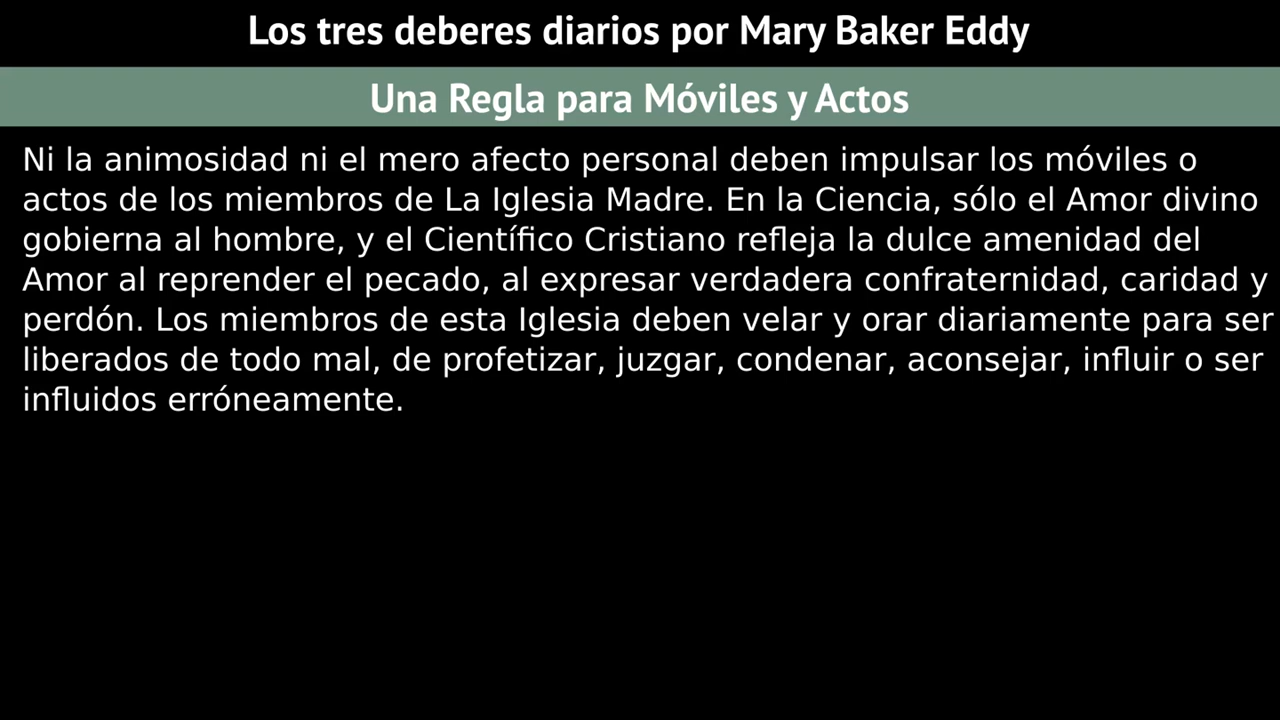 Los tres deberes diarios por Mary Baker Eddy
Una Regla para Móviles y Actos
Ni la animosidad ni el mero afecto personal deben impulsar los móviles o
actos de los miembros de La Iglesia Madre. En la Ciencia, sólo el Amor divino
gobierna al hombre, y el Científico Cristiano refleja la dulce amenidad del
Amor al reprender el pecado, al expresar verdadera confraternidad, caridad y
perdón. Los miembros de esta Iglesia deben velar y orar diariamente para ser
liberados de todo mal, de profetizar, juzgar, condenar, aconsejar, influir o ser
influidos erróneamente.